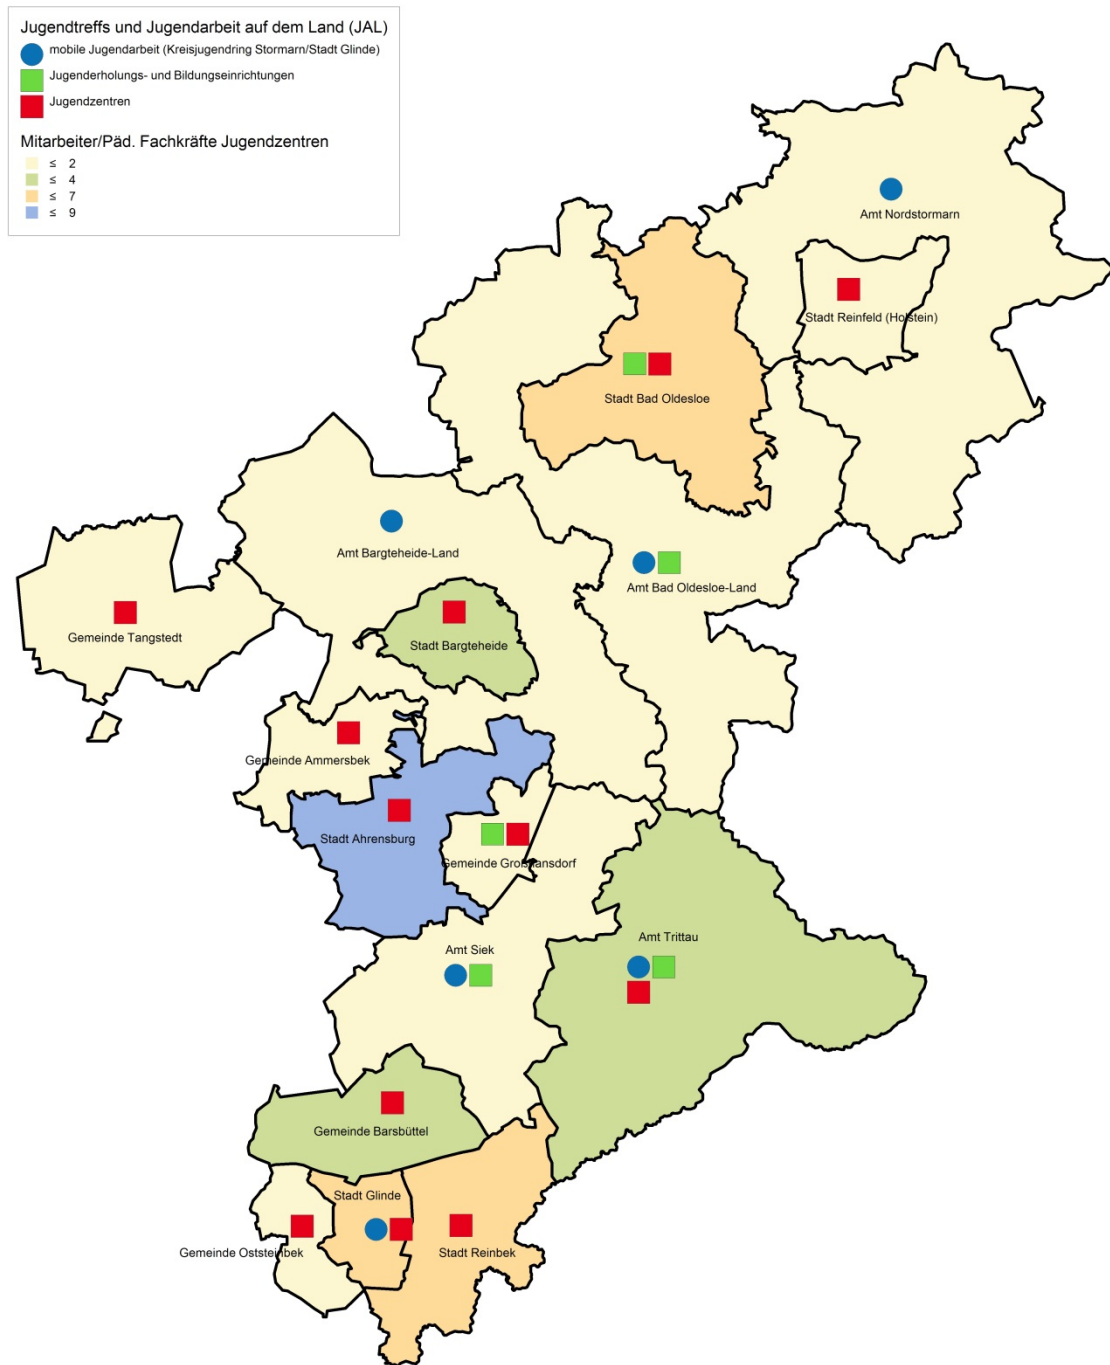 Jugendtreffs und Jugendarbeit auf dem Land (JAL)
mobile Jugendarbeit (Kreisjugendring Stormarn/Stadt Glinde)
Jugenderholungs- und Bildungseinrichtungen
Jugendzentren
Mitarbeiter/Päd. Fachkräfte Jugendzentren
≤ 2
≤ 4
≤ 7
≤ 9
Amt Nordstormarn
Stadt Reinfeld (Holstein)
Stadt Bad Oldesloe
Amt Bargteheide-Land
Amt Bad Oldesloe-Land
Gemeinde Tangstedt
Stadt Bargteheide
Gemeinde Ammersbek
Stadt Ahrensburg
Gemeinde Großhansdorf
Amt Siek
Amt Trittau
Gemeinde Barsbüttel
Stadt Glinde
Gemeinde Oststeinbek
Stadt Reinbek